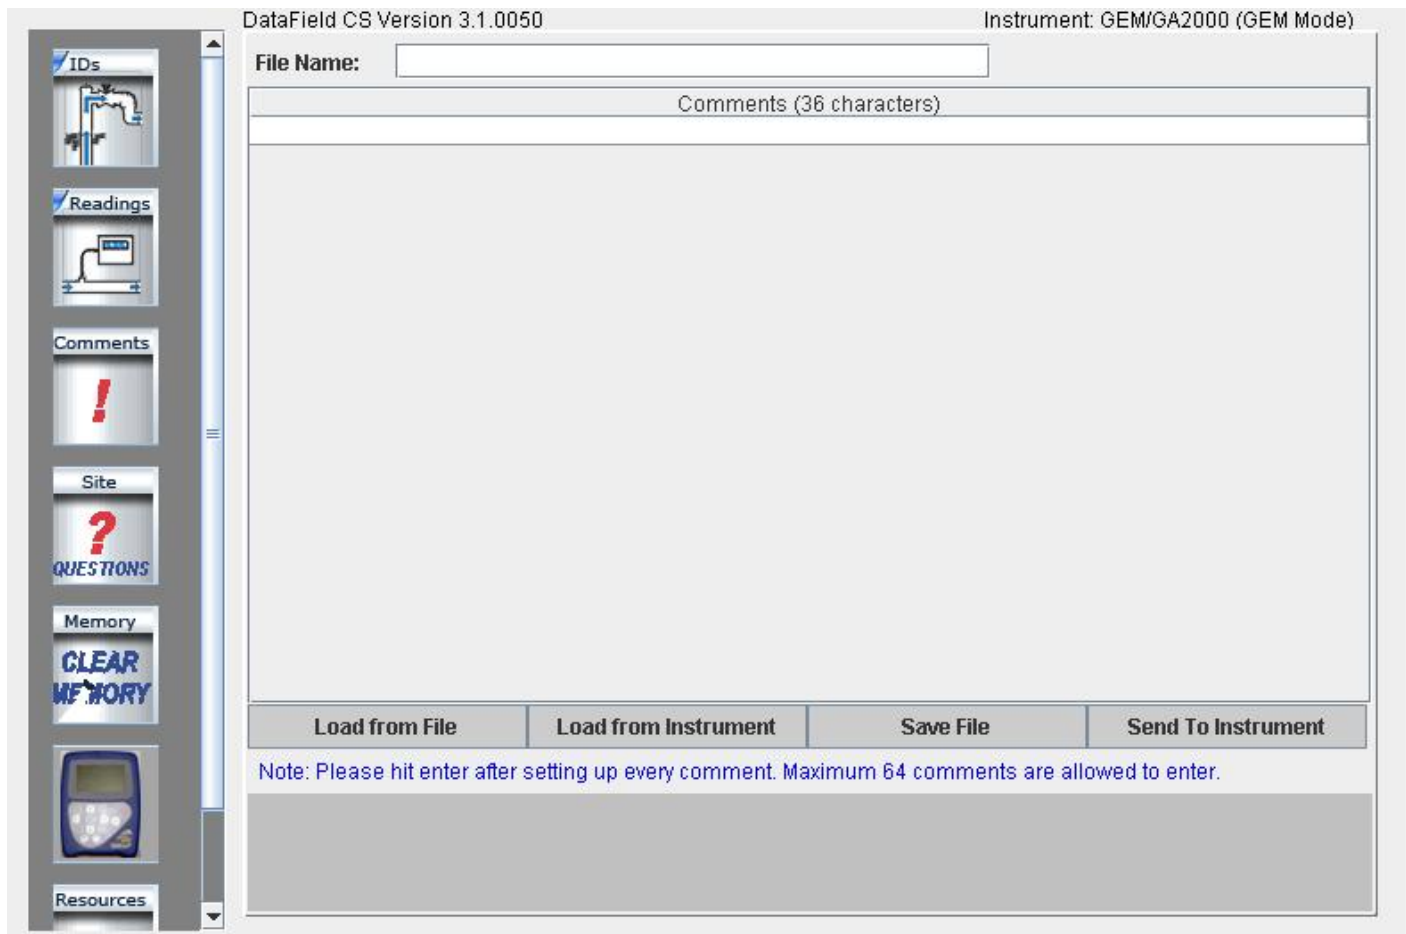 DataField CS Version 3.1.0050 Instrument: GEM/GA2000 (GEM Mode)
IDs
Readings
Comments
!
Site
?
QUESTIONS
Memory
CLEAR
MEMORY
Resources
File Name:
Comments (36 characters)
Load from File Load from Instrument Save File Send To Instrument
Note: Please hit enter after setting up every comment. Maximum 64 comments are allowed to enter.